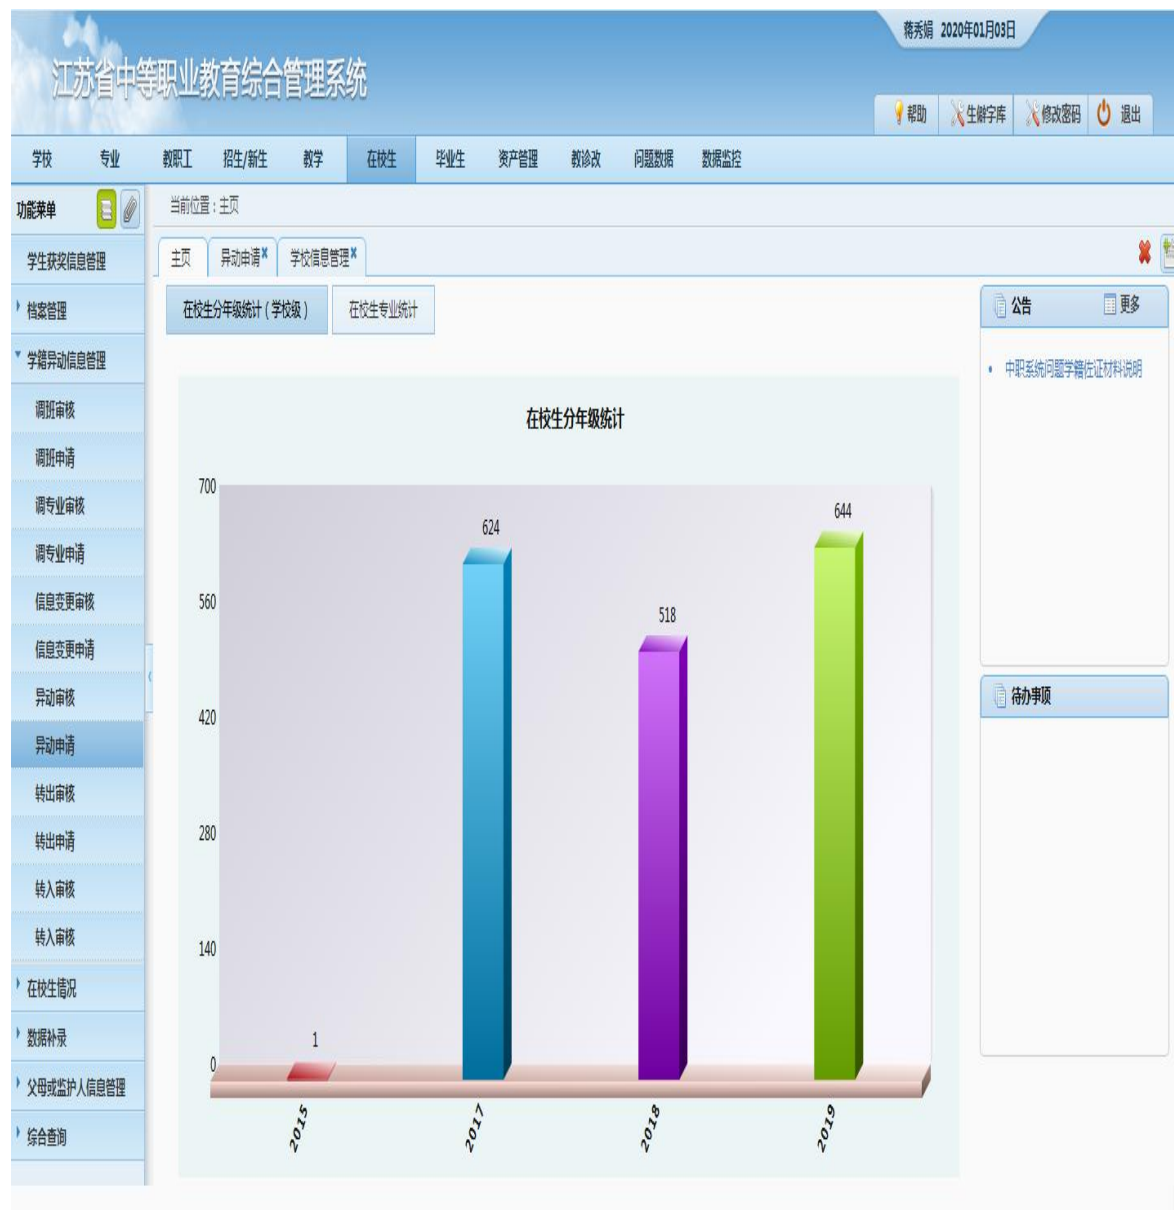 蒋秀娟 2020年01月03日
江苏省中等职业教育综合管理系统
帮助 生僻字库 修改密码 退出
学校 专业 教职工 招生/新生 教学 在校生 毕业生 资产管理 教诊改 问题数据 数据监控
功能菜单
当前位置：主页
学生获奖信息管理
档案管理
学籍异动信息管理
调班审核
调班申请
调专业审核
调专业申请
信息变更审核
信息变更申请
异动审核
异动申请
转出审核
转出申请
转入审核
转入审核
在校生情况
数据补录
父母或监护人信息管理
综合查询
主页 异动申请 学校信息管理
在校生分年级统计（学校级） 在校生专业统计
在校生分年级统计
700
560
420
280
140
0
1
624
518
644
2015
2017
2018
2019
公告 更多
中职系统问题学籍佐证材料说明
待办事项